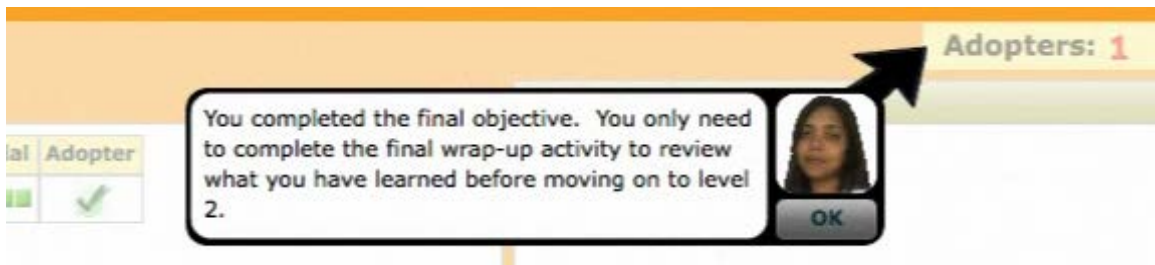 Adopters: 1
You completed the final objective.  You only need
to complete the final wrap-up activity to review
what you have learned before moving on to level
2.
Adopter
OK